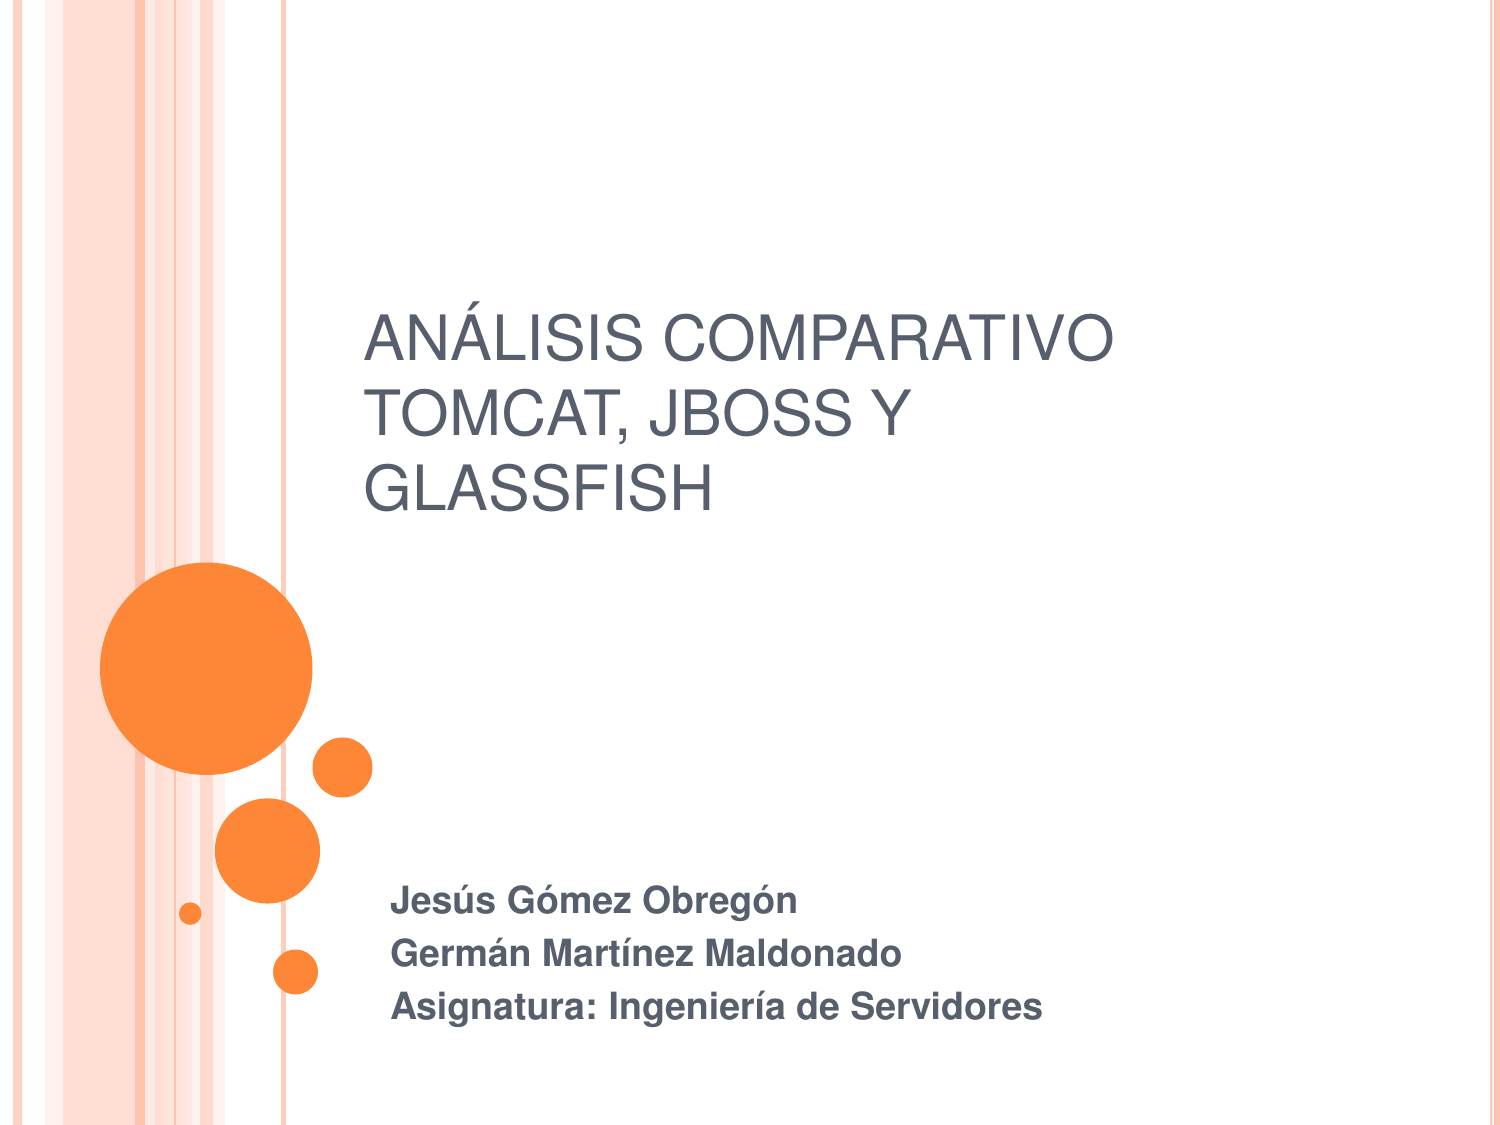 ANÁLISIS COMPARATIVO
TOMCAT, JBOSS Y
GLASSFISH
Jesús Gómez Obregón
Germán Martínez Maldonado
Asignatura: Ingeniería de Servidores